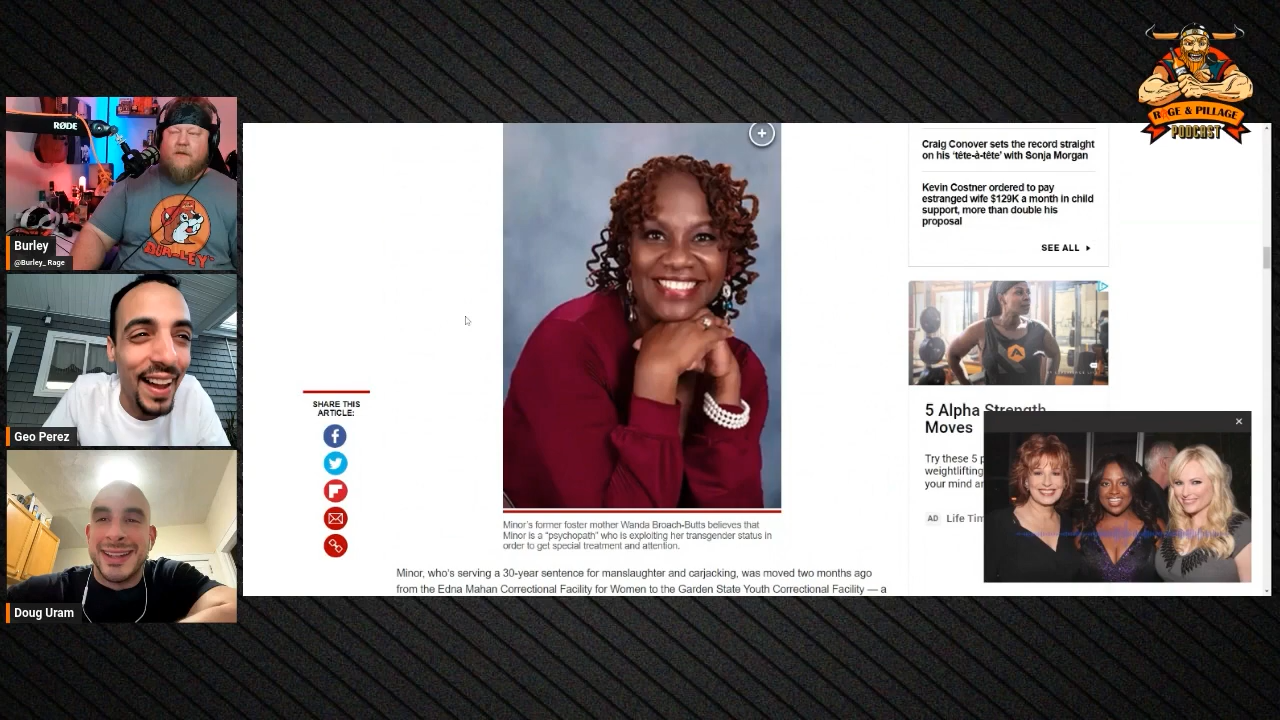 RAGE & PILLAGE
PODCAST
RØDE
BUR-LEY
Burley
@Burley_Rage
Geo Perez
Doug Uram
SHARE THIS
ARTICLE:
Minor's former foster mother Wanda Broach-Butts believes that
Minor is a "psychopath" who is exploiting her transgender status in
order to get special treatment and attention.
Minor, who's serving a 30-year sentence for manslaughter and carjacking, was moved two months ago
from the Edna Mahan Correctional Facility for Women to the Garden State Youth Correctional Facility — a
Craig Conover sets the record straight
on his 'tête-à-tête' with Sonja Morgan
Kevin Costner ordered to pay
estranged wife $129K a month in child
support, more than double his
proposal
SEE ALL
5 Alpha Strength
Moves
Try these 5
weightlifting
your mind
AD Life Tim